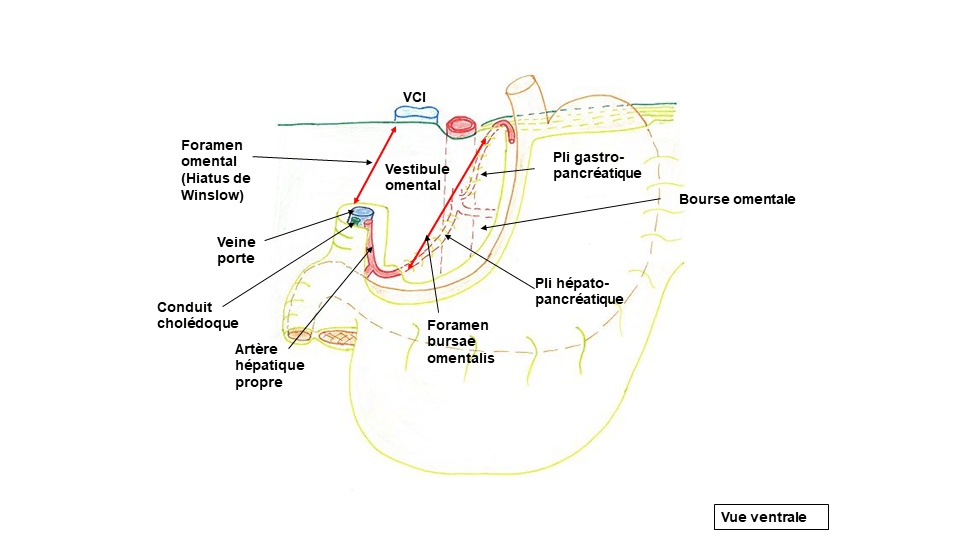 VCI
Foramen
omental
(Hiatus de
Winslow)
Vestibule
omental
Pli gastro-
pancréatique
Bourse omentale
Veine
porte
Pli hépato-
pancréatique
Conduit
cholédoque
Foramen
bursae
omentalis
Artère
hépatique
propre
Vue ventrale